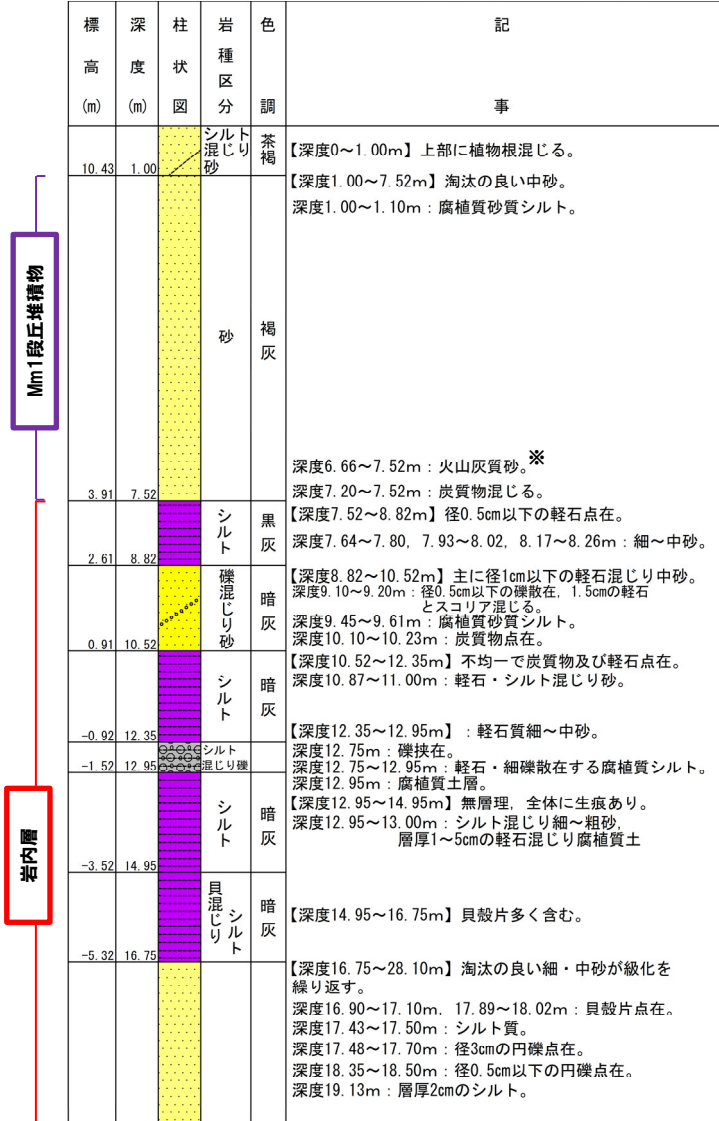 標高(m)
深度(m)
柱状図
岩種区分
色調
記事
シルト混じり砂
茶褐
【深度0～1.00m】上部に植物根混じる。
10.43 1.00
Mm1段丘堆積物
砂
褐灰
【深度1.00～7.52m】淘汰の良い中砂。
深度1.00～1.10m：腐植質砂質シルト。
深度6.66～7.52m：火山灰質砂。※
深度7.20～7.52m：炭質物混じる。
3.91 7.52
岩内層
シルト
黒灰
【深度7.52～8.82m】径0.5cm以下の軽石点在。
深度7.64～7.80, 7.93～8.02, 8.17～8.26m：細～中砂。
2.61 8.82
礫混じり砂
暗灰
【深度8.82～10.52m】主に径1cm以下の軽石混じり中砂。
深度9.10～9.20m：径0.5cm以下の礫散在, 1.5cmの軽石
とスコリア混じる。
深度9.45～9.61m：腐植質砂質シルト。
深度10.10～10.23m：炭質物点在。
0.91 10.52
シルト
暗灰
【深度10.52～12.35m】不均一で炭質物及び軽石点在。
深度10.87～11.00m：軽石・シルト混じり砂。
-0.92 12.35
シルト
混じり礫
【深度12.35～12.95m】：軽石質細～中砂。
深度12.75m：礫挟在。
深度12.75～12.95m：軽石・細礫散在する腐植質シルト。
深度12.95m：腐植質土層。
-1.52 12.95
シルト
暗灰
【深度12.95～14.95m】無層理, 全体に生痕あり。
深度12.95～13.00m：シルト混じり細～粗砂,
層厚1～5cmの軽石混じり腐植質土
-3.52 14.95
貝混じりシルト
暗灰
【深度14.95～16.75m】貝殻片多く含む。
-5.32 16.75
【深度16.75～28.10m】淘汰の良い細・中砂が級化を
繰り返す。
深度16.90～17.10m, 17.89～18.02m：貝殻片点在。
深度17.43～17.50m：シルト質。
深度17.48～17.70m：径3cmの円礫点在。
深度18.35～18.50m：径0.5cm以下の円礫点在。
深度19.13m：層厚2cmのシルト。